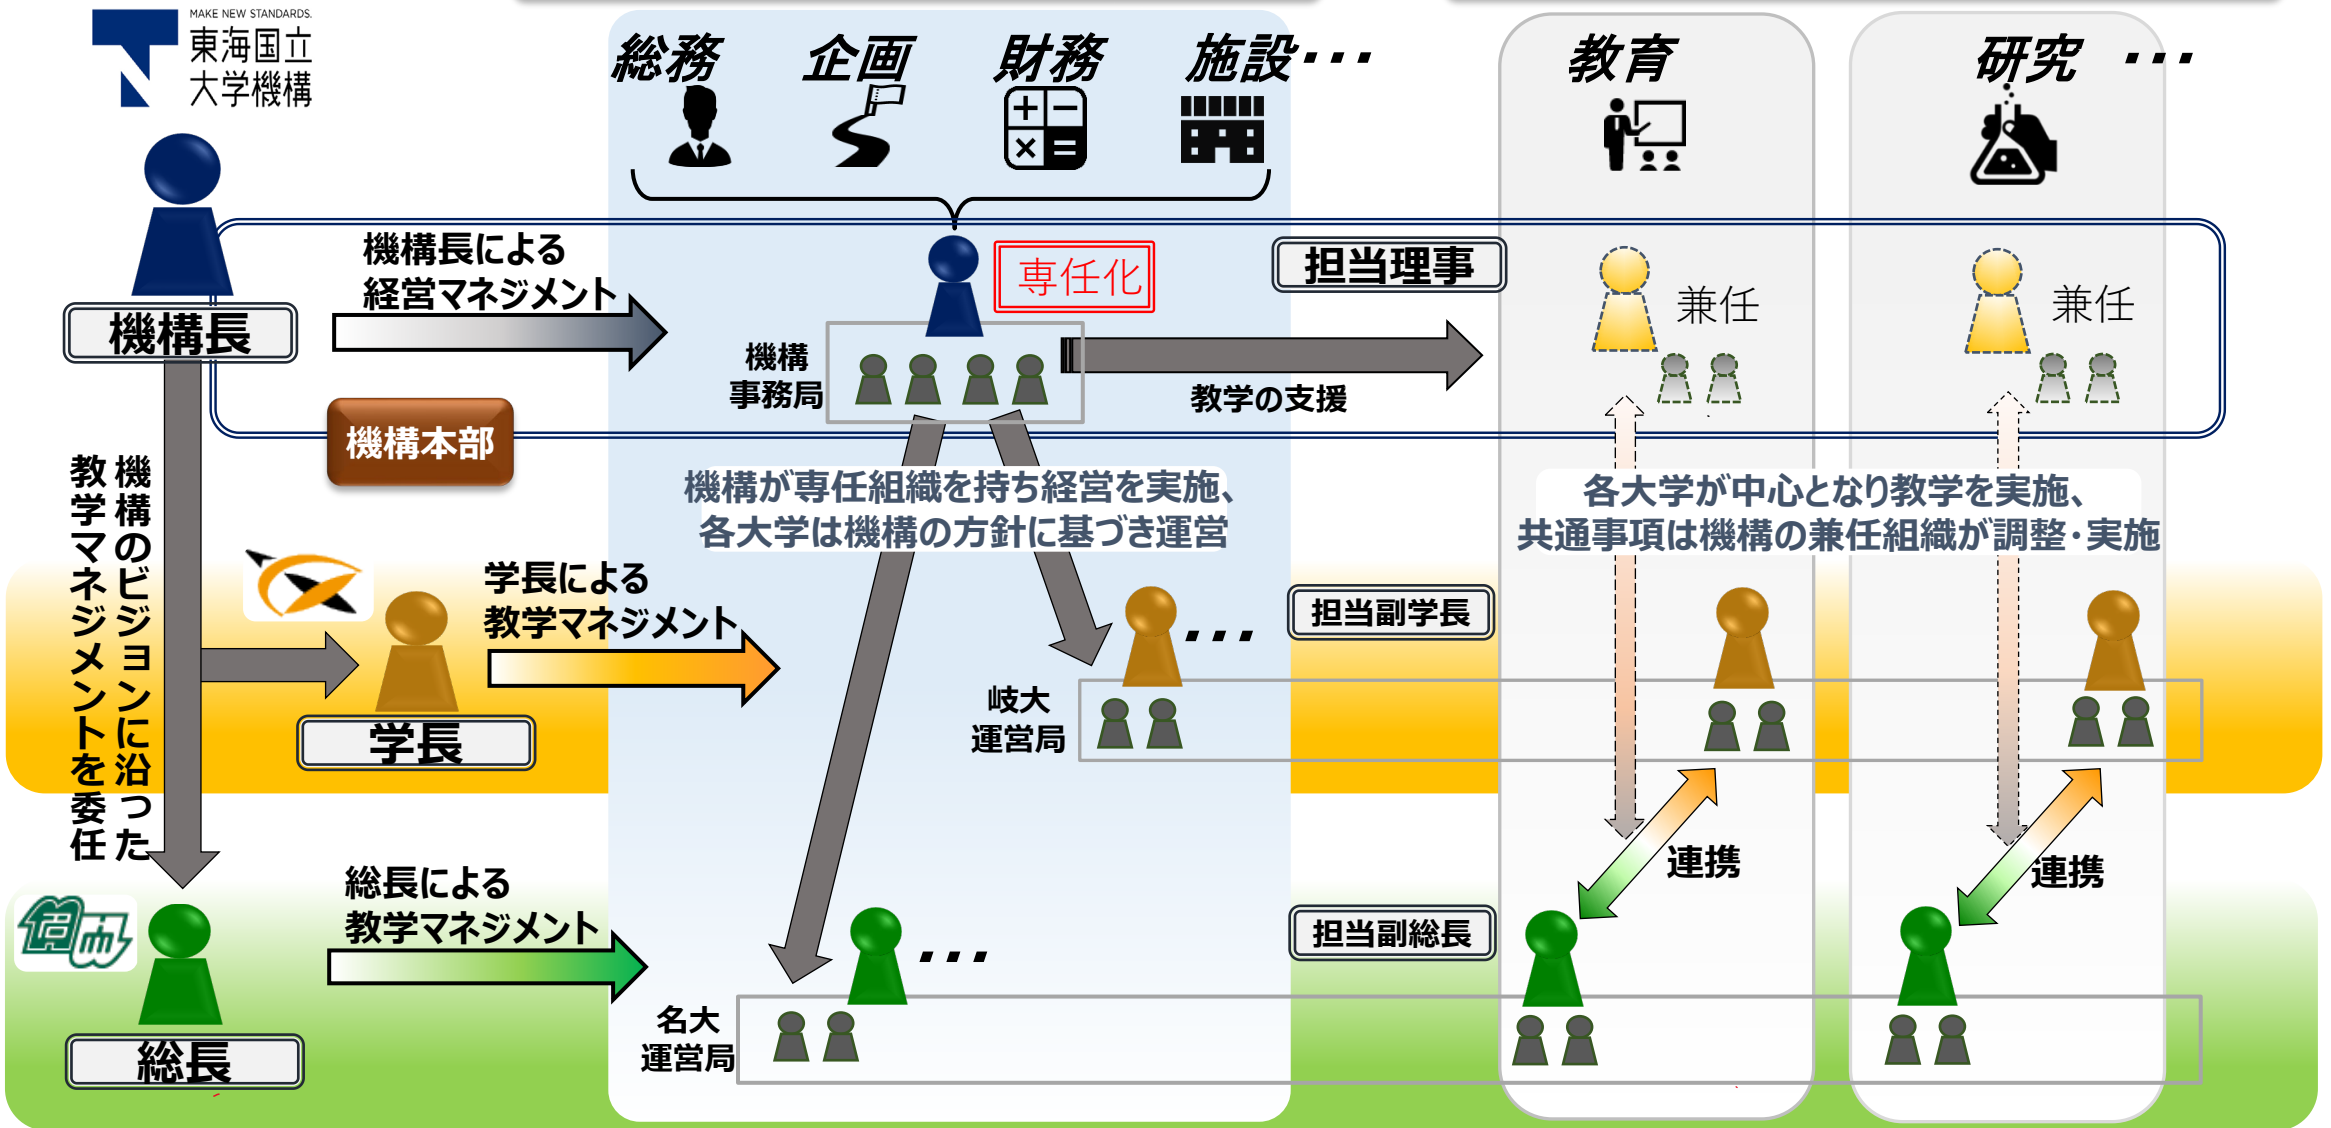 MAKE NEW STANDARDS.
東海国立
大学機構
総務
企画
財務
施設・・・
教育
研究 ・・・
機構長による
経営マネジメント
機構長
専任化
担当理事
兼任
兼任
機構
事務局
教学の支援
機構本部
機構のビジョンに沿った
教学マネジメントを委任
機構が専任組織を持ち経営を実施、
各大学は機構の方針に基づき運営
各大学が中心となり教学を実施、
共通事項は機構の兼任組織が調整・実施
学長による
教学マネジメント
学長
・・・
担当副学長
岐大
運営局
連携
連携
総長による
教学マネジメント
総長
・・・
担当副総長
名大
運営局